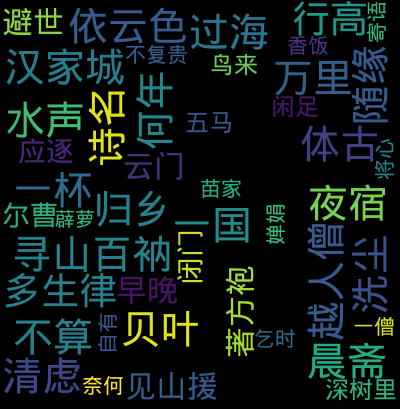 避世
依云色
过海
行高
寄语
汉家城
不复贵
香饭
鸟来
万里
随缘
水声
诗名
何年
五马
闲足
体古
将心
应逐
云门
一杯
苗家
尔曹
薜萝
归乡
一国
婵娟
夜宿
寻山
百衲
闭门
越人僧
洗尘
多生律
早晚
著方袍
不算
自有
贝叶
乞时
一僧
晨斋
清虑
奈何
见山援
深树里